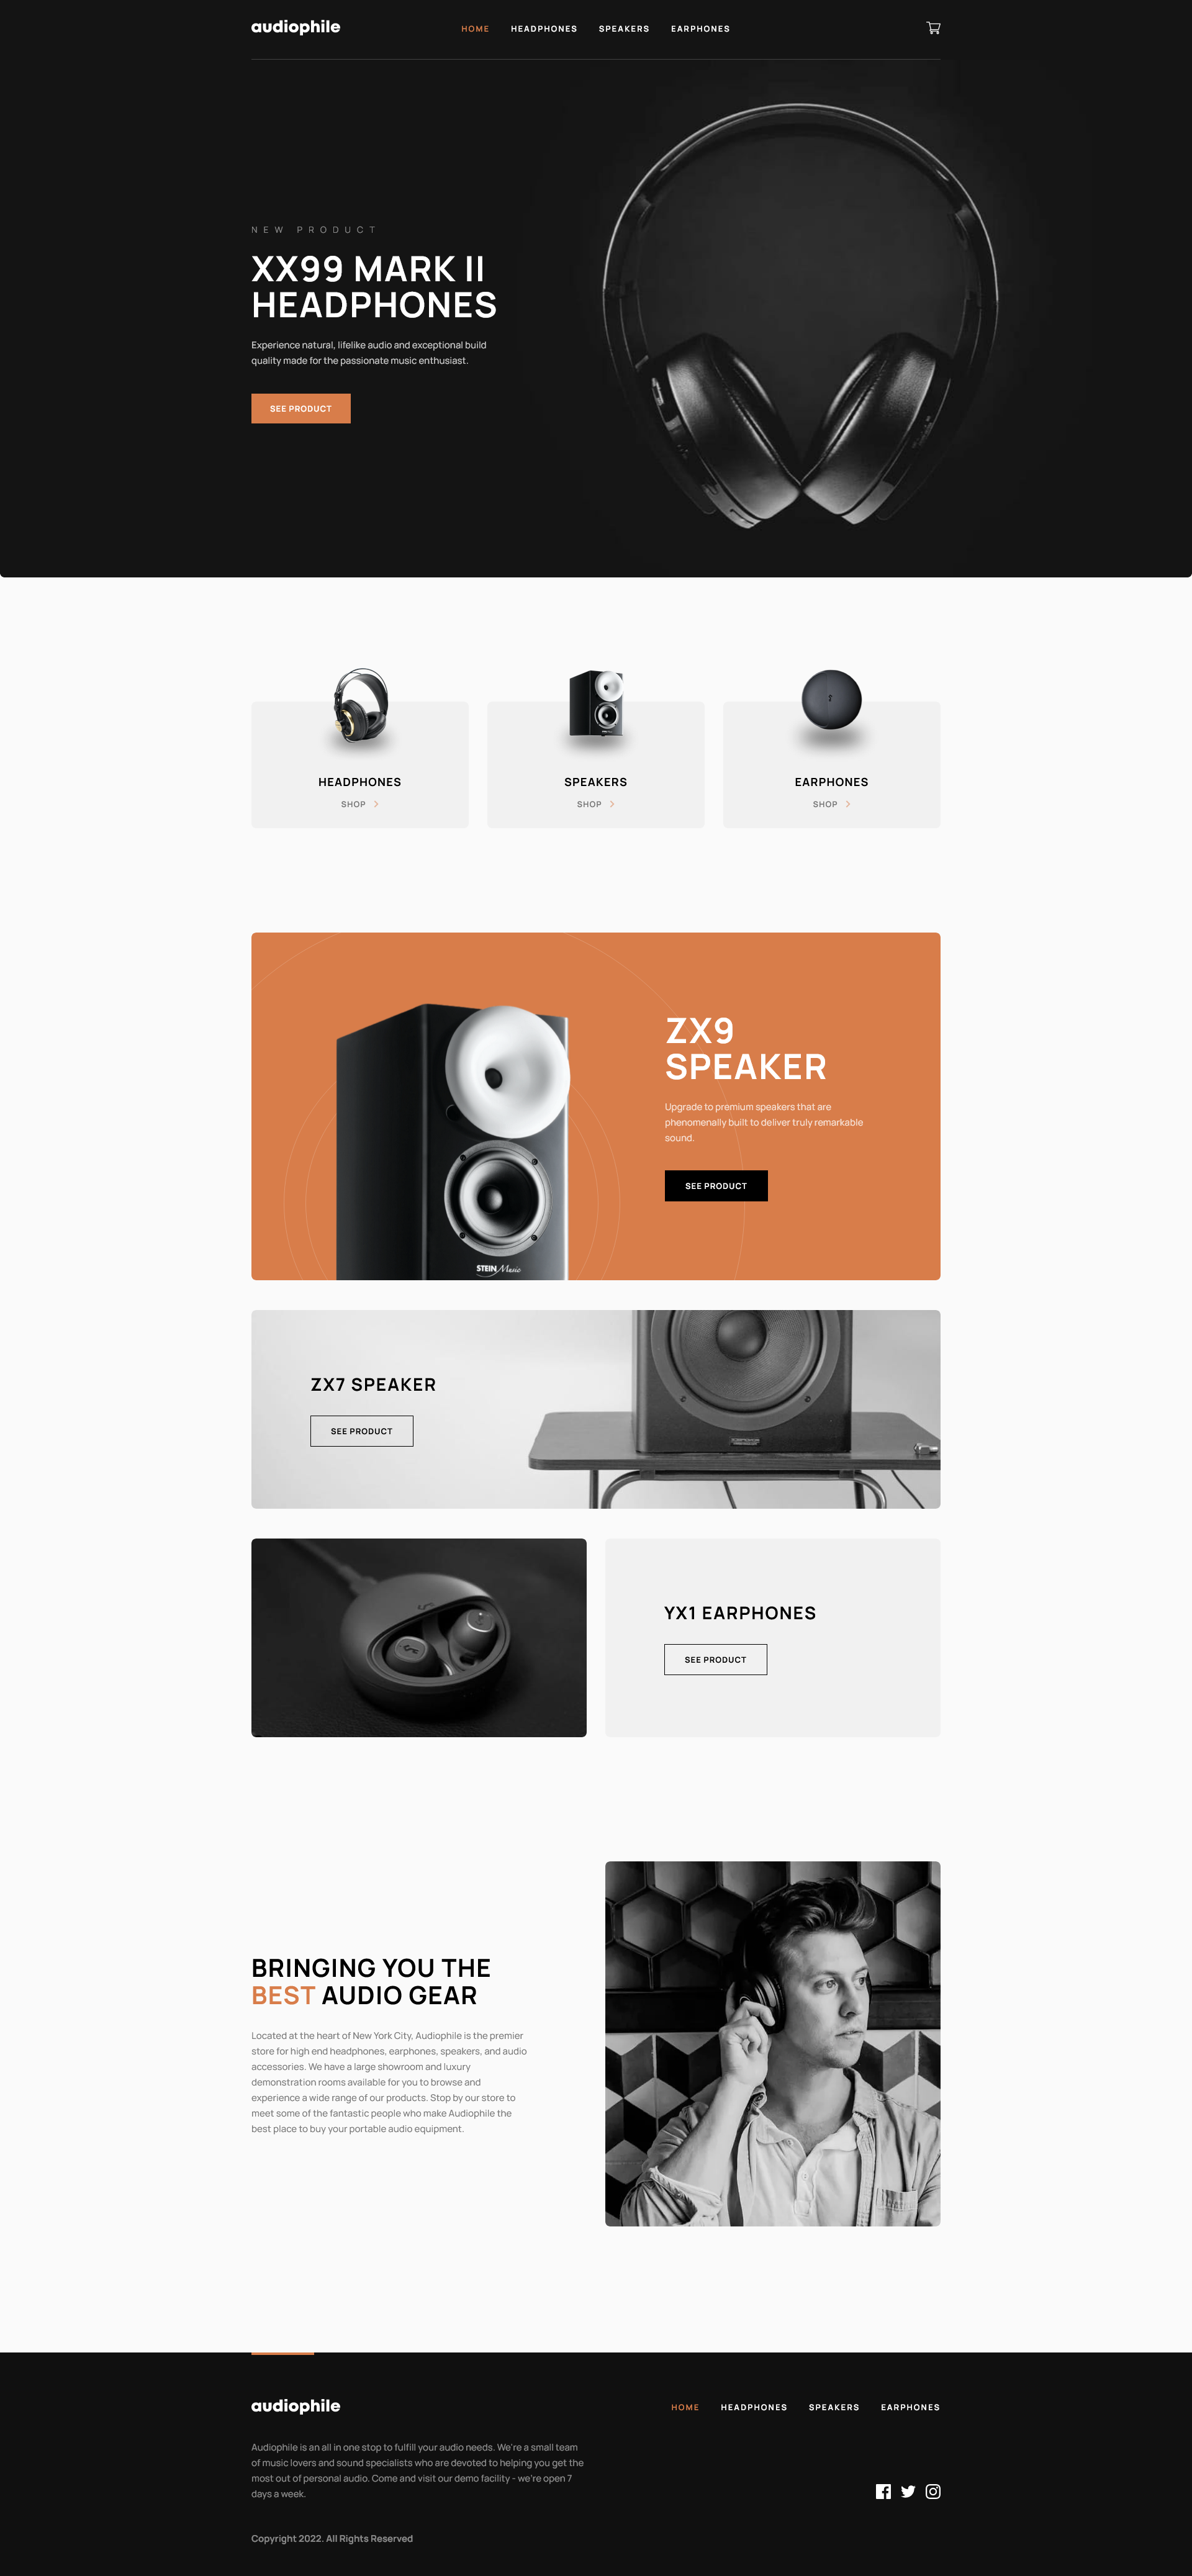 audiophile
HOME HEADPHONES SPEAKERS EARPHONES
NEW PRODUCT
XX99 MARK II
HEADPHONES
Experience natural, lifelike audio and exceptional build
quality made for the passionate music enthusiast.
SEE PRODUCT
HEADPHONES
SHOP
SPEAKERS
SHOP
EARPHONES
SHOP
ZX9
SPEAKER
Upgrade to premium speakers that are
phenomenally built to deliver truly remarkable
sound.
SEE PRODUCT
STEIN Music
ZX7 SPEAKER
SEE PRODUCT
YX1 EARPHONES
SEE PRODUCT
BRINGING YOU THE
BEST AUDIO GEAR
Located at the heart of New York City, Audiophile is the premier
store for high end headphones, earphones, speakers, and audio
accessories. We have a large showroom and luxury
demonstration rooms available for you to browse and
experience a wide range of our products. Stop by our store to
meet some of the fantastic people who make Audiophile the
best place to buy your portable audio equipment.
audiophile
HOME HEADPHONES SPEAKERS EARPHONES
Audiophile is an all in one stop to fulfill your audio needs. We're a small team
of music lovers and sound specialists who are devoted to helping you get the
most out of personal audio. Come and visit our demo facility - we're open 7
days a week.
Copyright 2022. All Rights Reserved